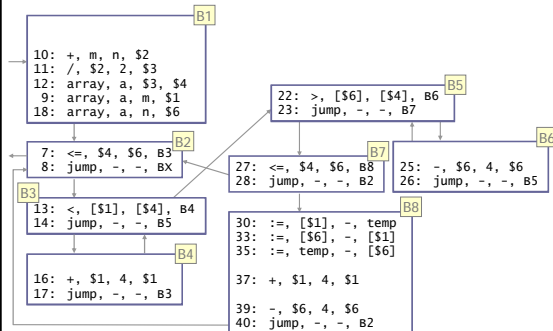 B1
10: +, m, n, $2
11: /, $2, 2, $3
12: array, a, $3, $4
9: array, a, m, $1
18: array, a, n, $6
B2
7: <=, $4, $6, B3
8: jump, -, -, BX
B3
13: <, [$1], [$4], B4
14: jump, -, -, B5
B4
16: +, $1, 4, $1
17: jump, -, -, B3
B5
22: >, [$6], [$4], B6
23: jump, -, -, B7
B6
25: -, $6, 4, $6
26: jump, -, -, B5
B7
27: <=, $4, $6, B8
28: jump, -, -, B2
B8
30: :=, [$1], -, temp
33: :=, [$6], -, [$1]
35: :=, temp, -, [$6]
37: +, $1, 4, $1
39: -, $6, 4, $6
40: jump, -, -, B2